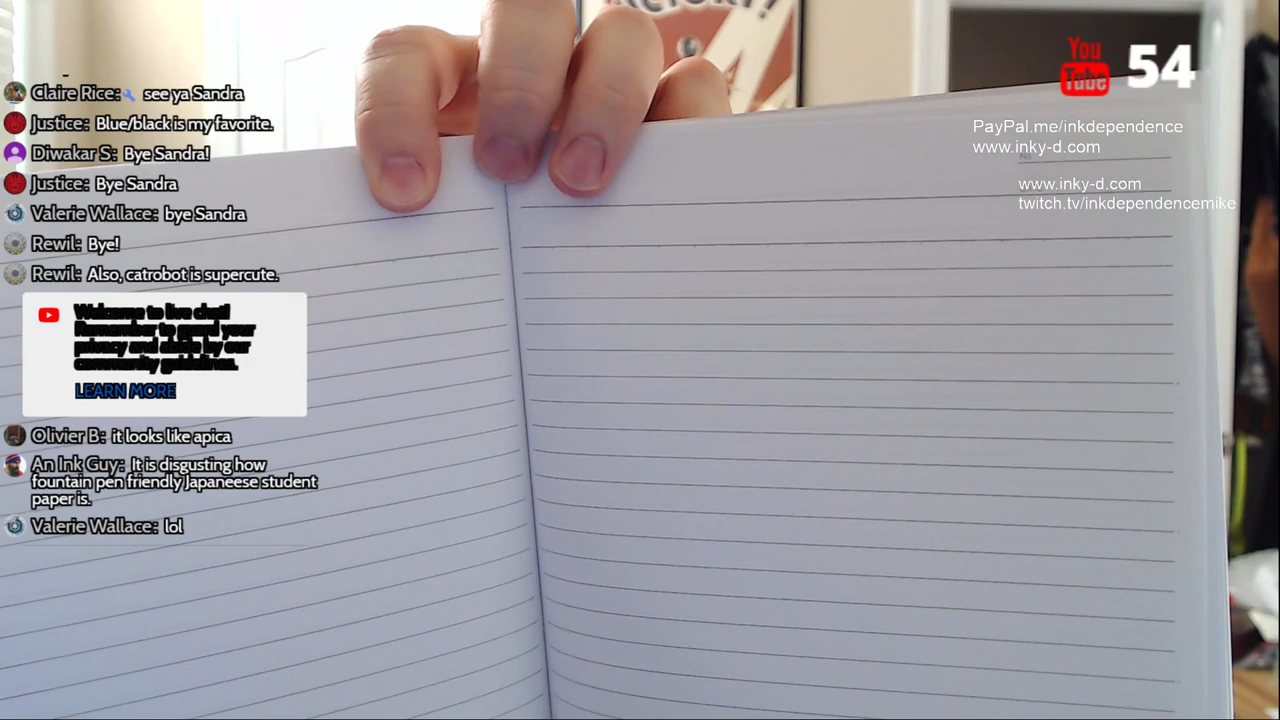 CTORY!
Claire Rice: see ya Sandra
Justice: Blue/black is my favorite.
Diwakar S: Bye Sandra!
Justice: Bye Sandra
Valerie Wallace: bye Sandra
Rewil: Bye!
Rewil: Also, catrobot is supercute.
Welcome to live chat!
Remember to guard your
privacy and abide by our
community guidelines.
LEARN MORE
Olivier B: it looks like apica
An Ink Guy: It is disgusting how
fountain pen friendly Japaneese student
paper is.
Valerie Wallace: lol
You
Tube
54
PayPal.me/inkdependence
www.inky-d.com
No.
www.inky-d.com
twitch.tv/inkdependencemike